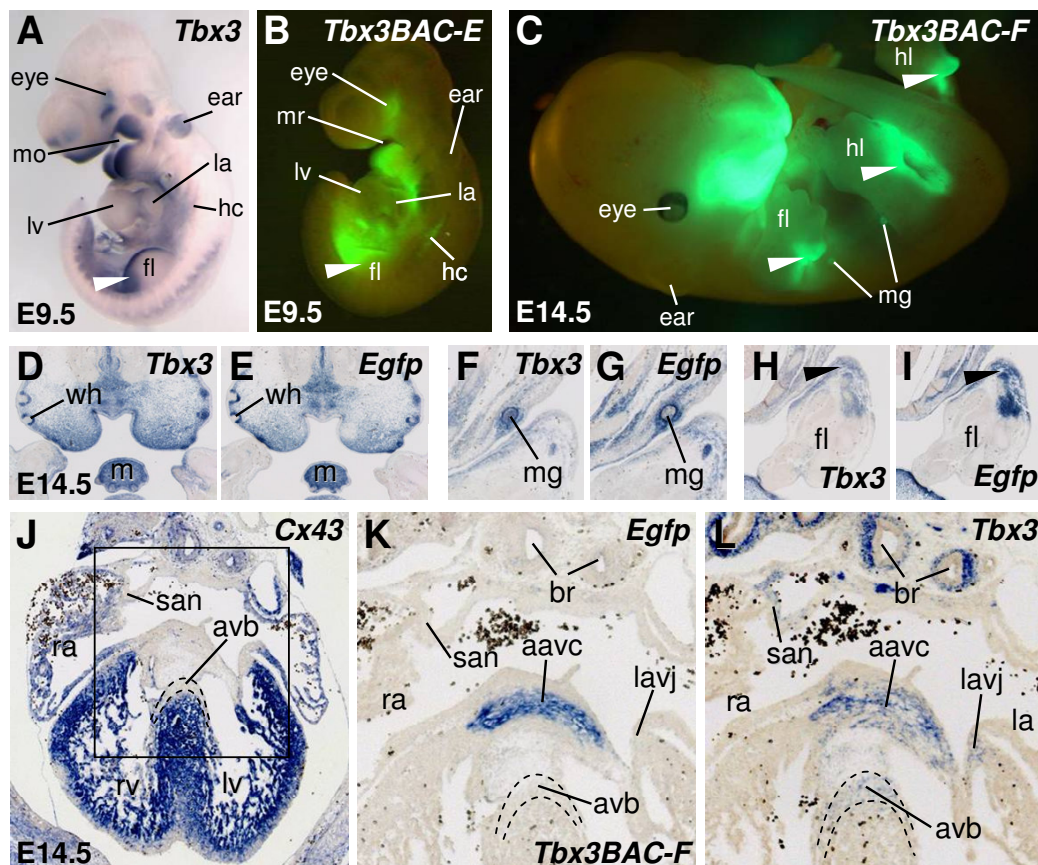 A Tbx3
eye
ear
mo
la
lv
hc
fl
E9.5
B Tbx3BAC-E
eye
ear
mr
lv
la
fl
hc
E9.5
C Tbx3BAC-F
hl
hl
eye
fl
mg
ear
E14.5
D Tbx3
wh
m
E14.5
E Egfp
wh
m
F Tbx3
mg
G Egfp
mg
H
fl
Tbx3
I
fl
Egfp
J Cx43
san
avb
ra
rv
lv
E14.5
K Egfp
br
san
aavc
lavj
ra
avb
Tbx3BAC-F
L Tbx3
br
san
aavc
lavj
ra
la
avb